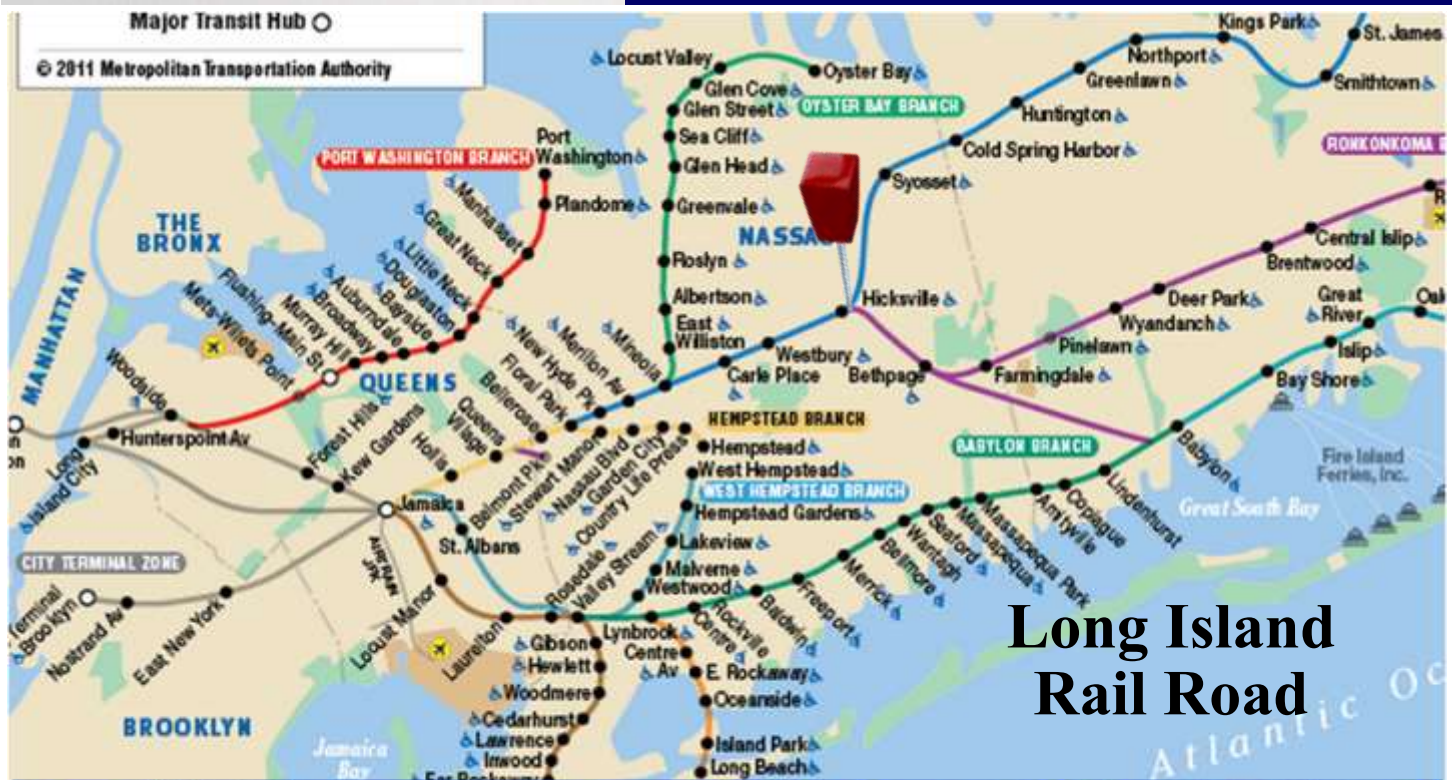 Major Transit Hub
© 2011 Metropolitan Transportation Authority
Kings Park
St. James
Northport
Smithtown
Greenlawn
Huntington
Cold Spring Harbor
Syosset
Locust Valley
Oyster Bay
Glen Cove
Glen Street
OYSTER BAY BRANCH
Sea Cliff
Glen Head
Greenvale
Roslyn
Albertson
East
Williston
PORT WASHINGTON BRANCH
Port
Washington
Plandome
Manhasset
Great Neck
Little Neck
Douglaston
Bayside
Auburndale
Broadway
Murray Hill
Flushing-Main St
Mets-Willets Point
Woodside
THE
BRONX
MANHATTAN
QUEENS
NASSAU
RONKONKOMA
Central Islip
Brentwood
Deer Park
Wyandanch
Pinelawn
Farmingdale
Bethpage
Hicksville
Westbury
Carle Place
Mineola
Merillon Av
New Hyde Pk
Floral Park
Bellerose
Queens
Village
Hollis
Great
River
Oak
Islip
Bay Shore
Babylon
BABYLON BRANCH
Lindenhurst
Copiague
Amityville
Massapequa Park
Massapequa
Seaford
Wantagh
Bellmore
Merrick
Freeport
Baldwin
Rockville
Centre
Lynbrook
HEMPSTEAD BRANCH
Hempstead
Country Life Press
Garden City
Nassau Blvd
Stewart Manor
Belmont Pk
West Hempstead
WEST HEMPSTEAD BRANCH
Hempstead Gardens
Lakeview
Malverne
Westwood
Valley Stream
Rosedale
St. Albans
Jamaica
Kew Gardens
Forest Hills
Hunterspoint Av
Long
Island City
CITY TERMINAL ZONE
Terminal
Brooklyn
Nostrand Av
East New York
AIRTRAIN
JFK
Locust Manor
Laurelton
Gibson
Hewlett
Woodmere
Cedarhurst
Lawrence
Inwood
Far Rockaway
Centre
Av
E. Rockaway
Oceanside
Island Park
Long Beach
BROOKLYN
Jamaica
Bay
Fire Island
Ferries, Inc.
Great South Bay
Atlantic Oc
Long Island
Rail Road